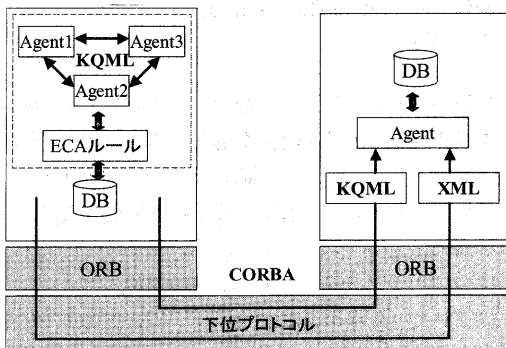 Agent1
Agent3
KQML
Agent2
ECAルール
DB
DB
Agent
KQML
XML
ORB
CORBA
ORB
下位プロトコル